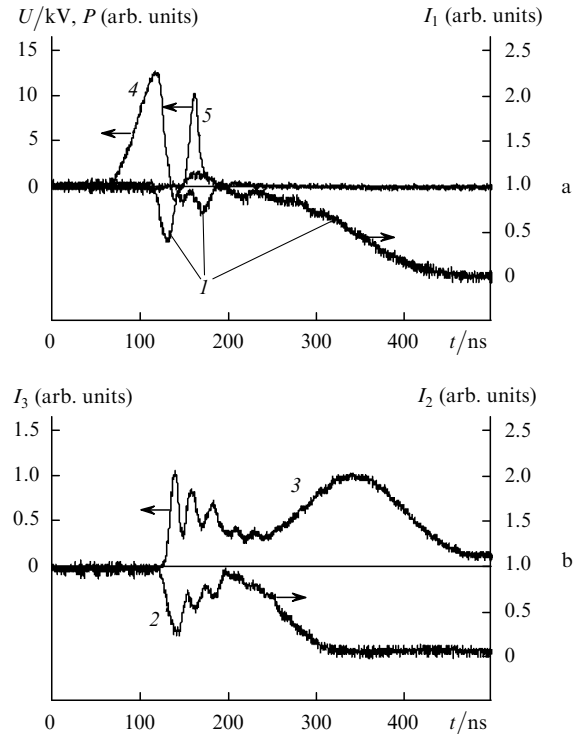 U/kV, P (arb. units) I₁ (arb. units)
15 2.5
10 2.0
5 1.5
0 1.0
0.5
0
4
5
1
a
0 100 200 300 400 t/ns
I₃ (arb. units) I₂ (arb. units)
1.5 2.5
1.0 2.0
0.5 1.5
0 1.0
0.5
0
3
2
b
0 100 200 300 400 t/ns